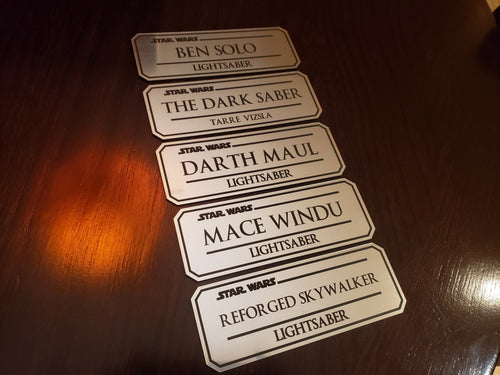 STAR WARS
BEN SOLO
LIGHTSABER
STAR WARS
THE DARK SABER
TARRE VIZSLA
STAR WARS
DARTH MAUL
LIGHTSABER
STAR WARS
MACE WINDU
LIGHTSABER
STAR WARS
REFORGED SKYWALKER
LIGHTSABER